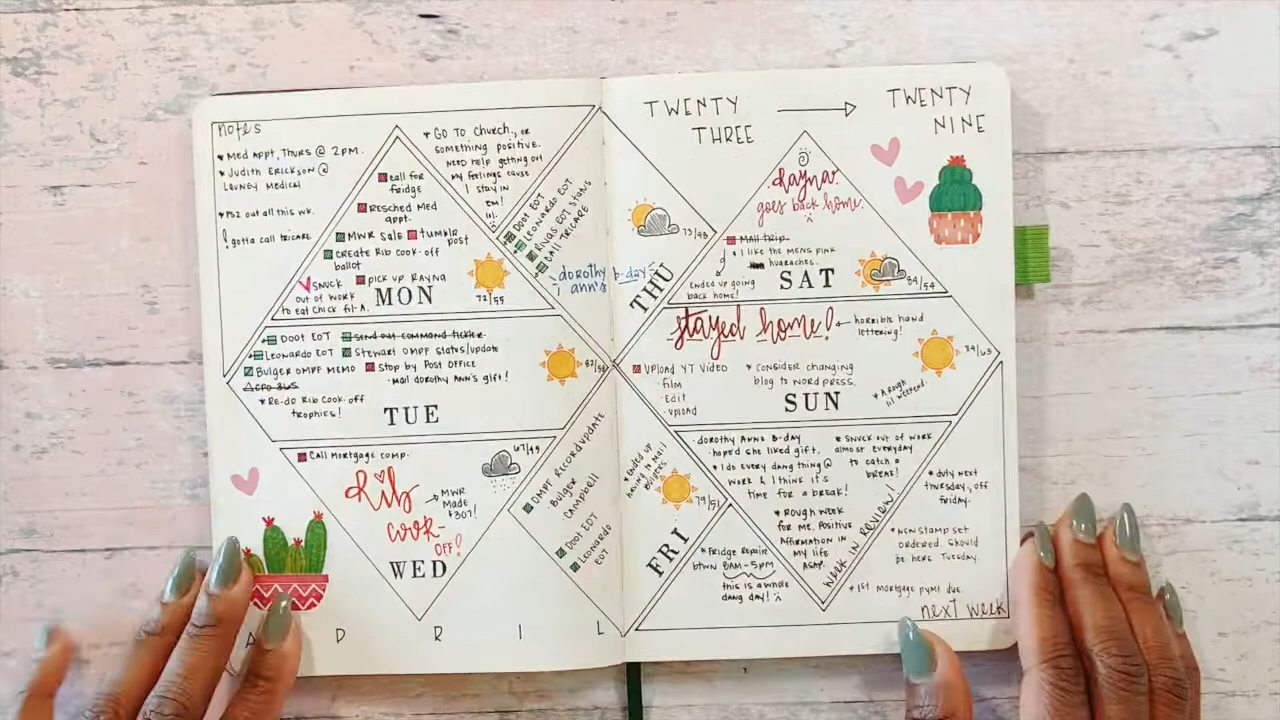 notes
* Med Appt, Thurs @ 2pm.
* Judith Erickson @
Launey Medical
* PS2 out all this wk.
! gotta call tricare
* Go to church, or
something positive.
Need help getting out
my feelings cause
I stay in
em!
lil.
call for
fridge
Resched Med
appt.
MWR Sale
tumblr
post
create Rib Cook-off
ballot
snuck
out of work
to eat Chick fil-A.
pick up Rayna
MON
72/55
Doot EOT
Leonardo EOT
Rivas EOT Status
Call Tricare
dorothy
ann's
b-day
Doot EOT
Send out command tickler
Leonardo EOT
Stewart OMPF Status/update
Bulger OMPF Memo
Stop by Post Office
· mail dorothy Ann's gift!
* Re-do Rib Cook-off
trophies!
TUE
Call Mortgage comp.
67/49
Rib
cook-
OFF!
→ MWR
Made
$307!
WED
OMPF Record update
· Bulger
· Campbell
Doot EOT
Leonardo
EOT
A D R I L
TWENTY
THREE
TWENTY
NINE
73/93
THU
Rayna
goes back home.
Mall trip
* I like the mens pink
huaraches.
Ended up going
back home!
SAT
84/54
stayed home!
← horrible hand
lettering!
84/63
Upload YT video
· film
· Edit
· upload
* Consider changing
blog to wordpress.
* A rough
lil weekend.
SUN
* ended up
having to mail
79/51
FRI
· dorothy Anns B-day
· hoped she liked gift.
* I do every dang thing @
work & I think it's
time for a break!
* Rough week
for me. Positive
Affirmation in
my life
ASAP.
* Snuck out of work
almost everyday
to catch a
break!
week in review!
* Fridge Repair
btwn 8AM-5PM
this is a whole
dang day!
* duty next
thursday, off
friday.
* New stamp set
ordered. Should
be here Tuesday.
* 1st mortgage pymt due.
next week